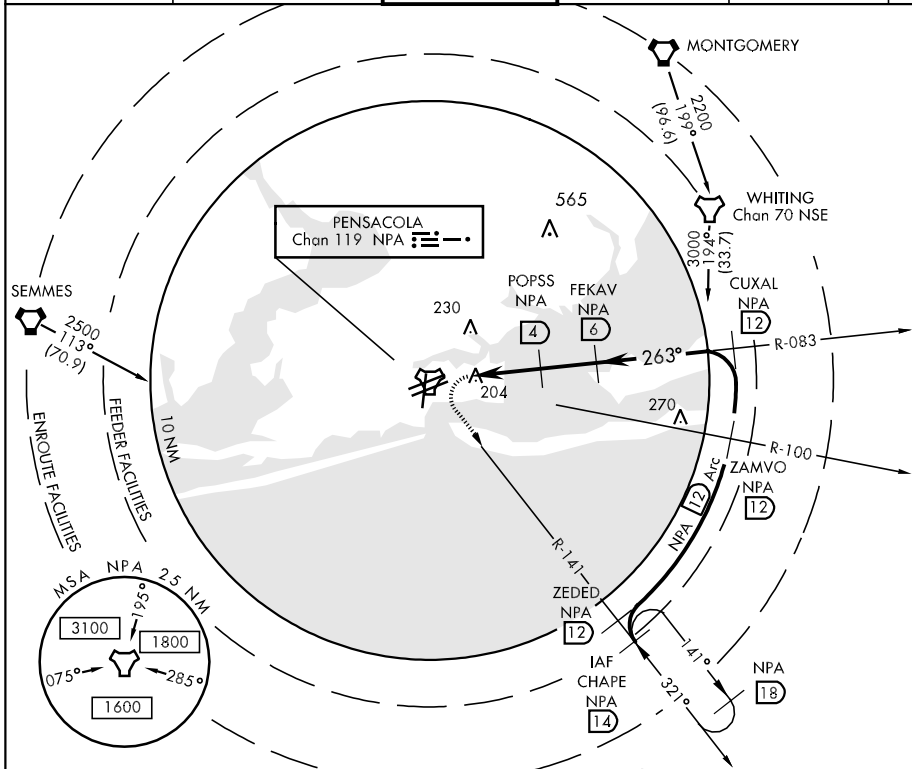 MONTGOMERY
2200
199°
(96.6)
WHITING
Chan 70 NSE
3000
194°
(33.7)
565
PENSACOLA
Chan 119 NPA
SEMMES
2500
113°
(70.9)
230
POPSS
NPA
4
FEKAV
NPA
6
CUXAL
NPA
12
R-083
263°
204
270
R-100
ZAMVO
NPA
12
NPA 12 Arc
10 NM
FEEDER FACILITIES
ENROUTE FACILITIES
R-141
ZEDED
NPA
12
IAF
CHAPE
NPA
14
141°
321°
NPA
18
MSA NPA 25 NM
195°
3100
1800
075°
285°
1600